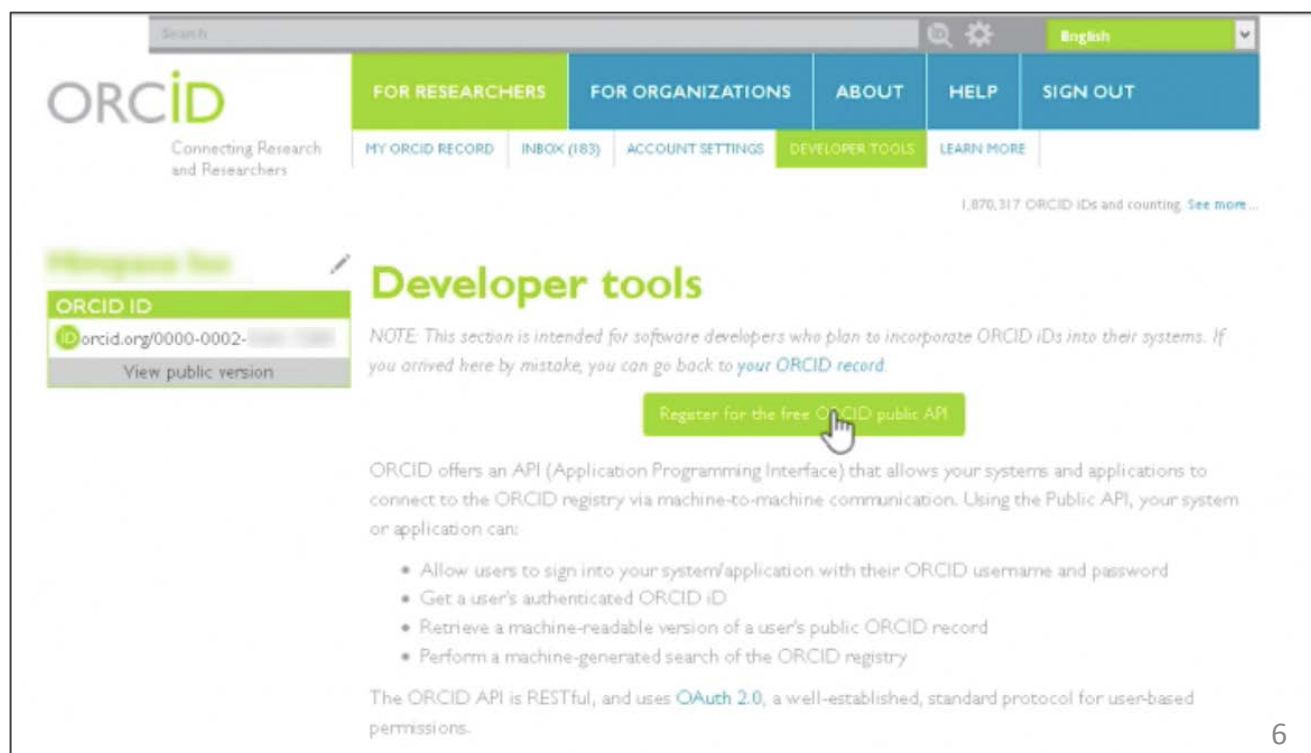 Search
English
ORCID
Connecting Research
and Researchers
FOR RESEARCHERS
FOR ORGANIZATIONS
ABOUT
HELP
SIGN OUT
MY ORCID RECORD
INBOX (183)
ACCOUNT SETTINGS
DEVELOPER TOOLS
LEARN MORE
1,870,317 ORCID iDs and counting. See more...
ORCID ID
iD orcid.org/0000-0002-
View public version
Developer tools
NOTE: This section is intended for software developers who plan to incorporate ORCID iDs into their systems. If
you arrived here by mistake, you can go back to your ORCID record.
Register for the free ORCID public API
ORCID offers an API (Application Programming Interface) that allows your systems and applications to
connect to the ORCID registry via machine-to-machine communication. Using the Public API, your system
or application can:
• Allow users to sign into your system/application with their ORCID username and password
• Get a user's authenticated ORCID iD
• Retrieve a machine-readable version of a user's public ORCID record
• Perform a machine-generated search of the ORCID registry
The ORCID API is RESTful, and uses OAuth 2.0, a well-established, standard protocol for user-based
permissions.
6